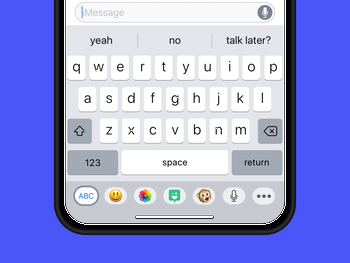 Message
yeah no talk later?
q w e r t y u i o p
a s d f g h j k l
z x c v b n m
123 space return
ABC